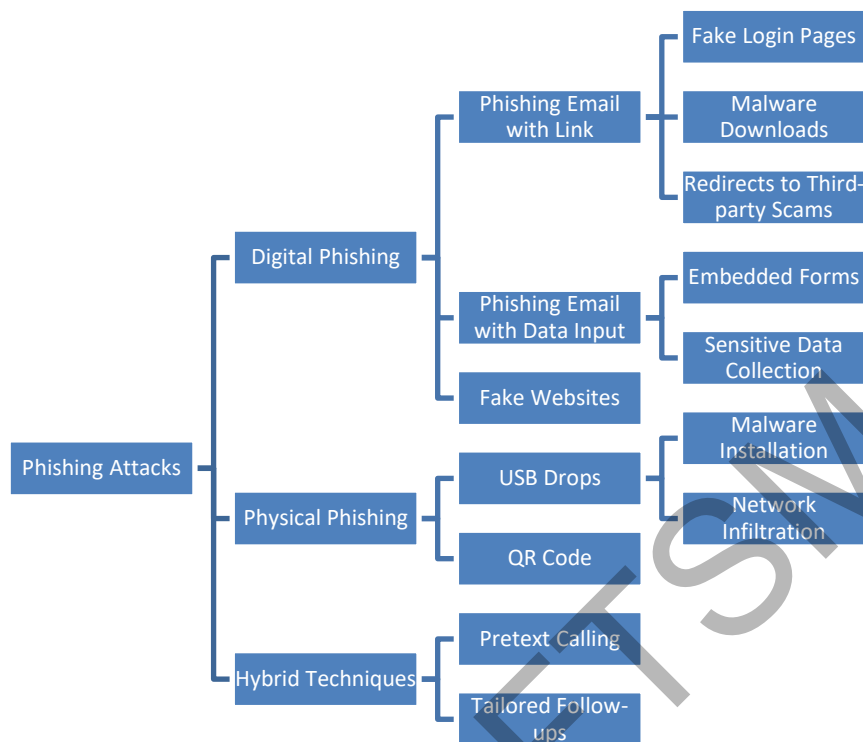 Fake Login Pages
Phishing Email
with Link
Malware
Downloads
Redirects to Third-
party Scams
Digital Phishing
Embedded Forms
Phishing Email
with Data Input
Sensitive Data
Collection
Fake Websites
Malware
Installation
Phishing Attacks
USB Drops
Physical Phishing
Network
Infiltration
QR Code
Pretext Calling
Hybrid Techniques
Tailored Follow-
ups
FTSM